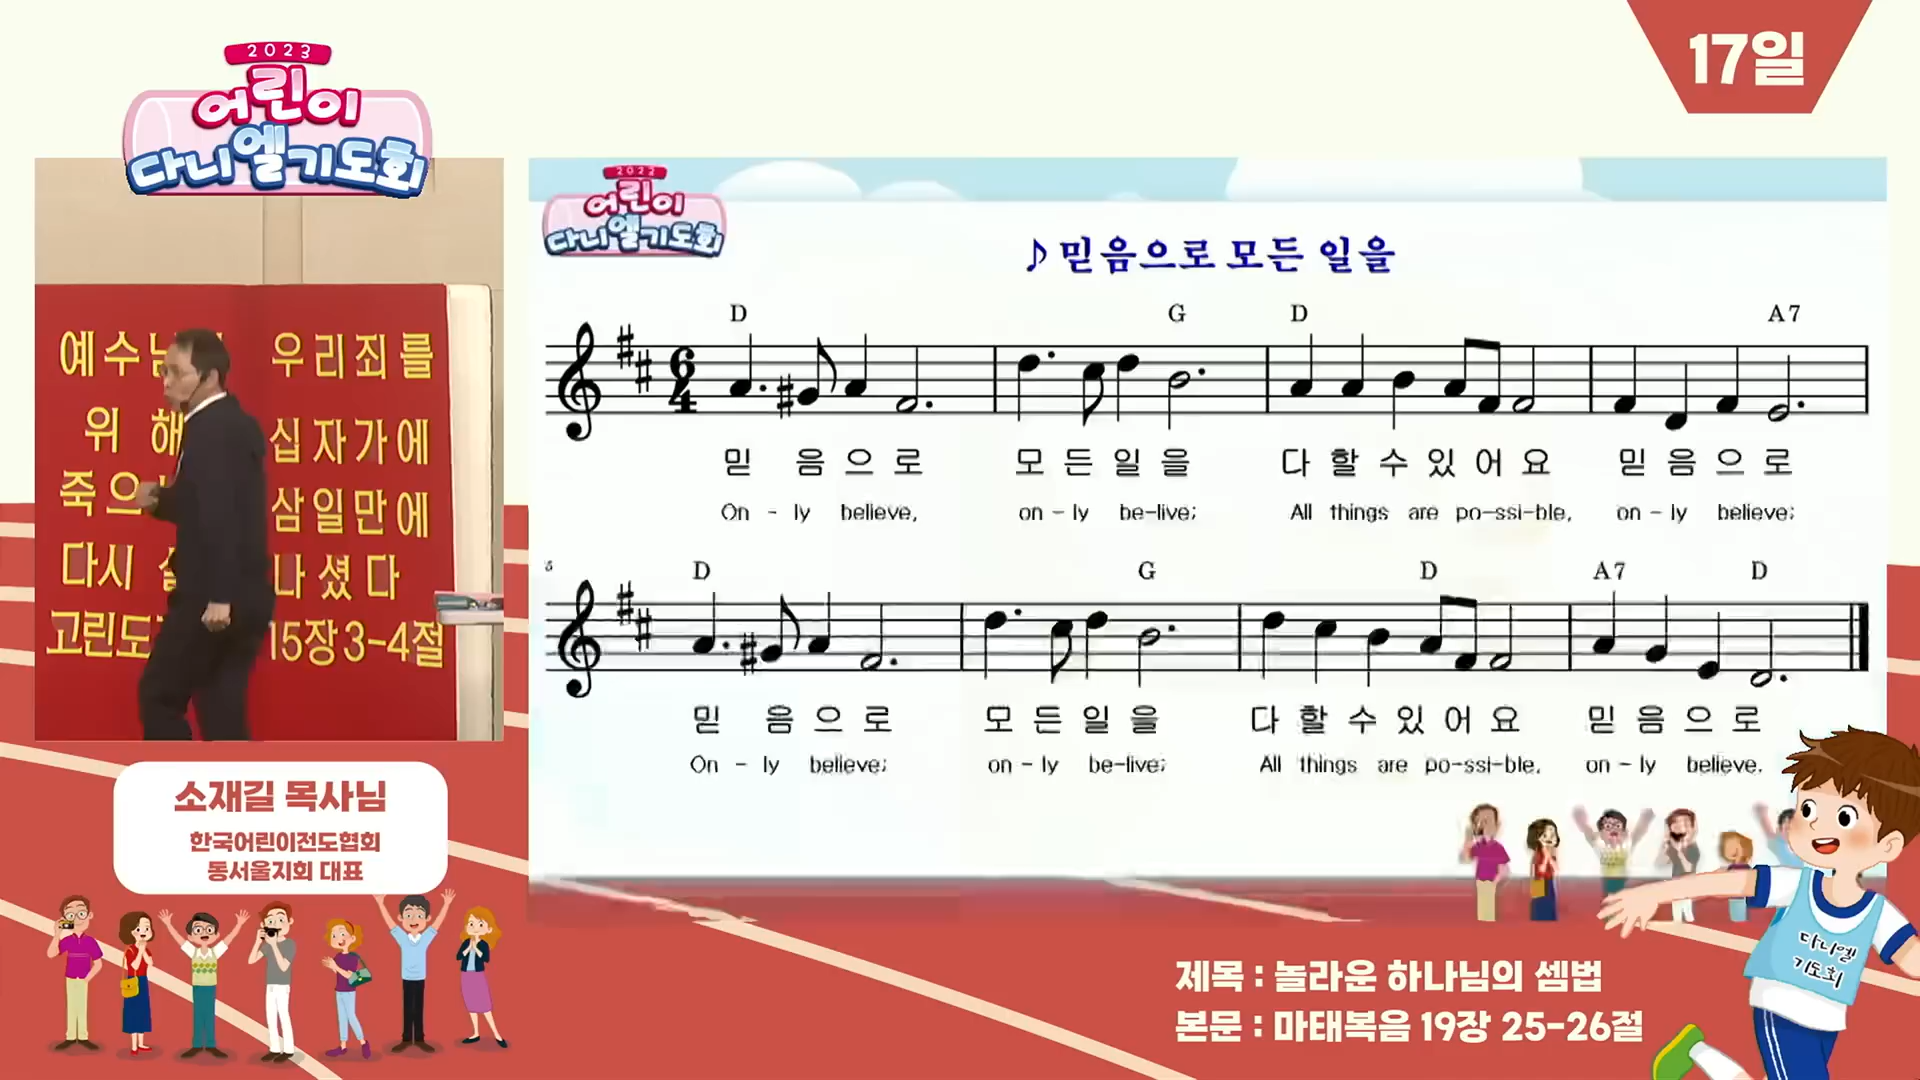 2023
어린이
다니엘기도회
17일
예수님 우리죄를
위해 십자가에
죽으 삼일만에
다시 나셨다
고린도 15장3-4절
소재길 목사님
한국어린이전도협회
동서울지회 대표
2022
어린이
다니엘기도회
♪믿음으로 모든 일을
D G D A7
6
4
믿 음 으 로 모 든 일 을 다 할 수 있 어 요 믿 음 으 로
On - ly believe, on - ly be-live; All things are po-ssi-ble, on - ly believe;
5
D G D A7 D
믿 음 으 로 모 든 일 을 다 할 수 있 어 요 믿 음 으 로
On - ly believe; on - ly be-live; All things are po-ssi-ble, on - ly believe.
다니엘
기도회
제목 : 놀라운 하나님의 셈법
본문 : 마태복음 19장 25-26절